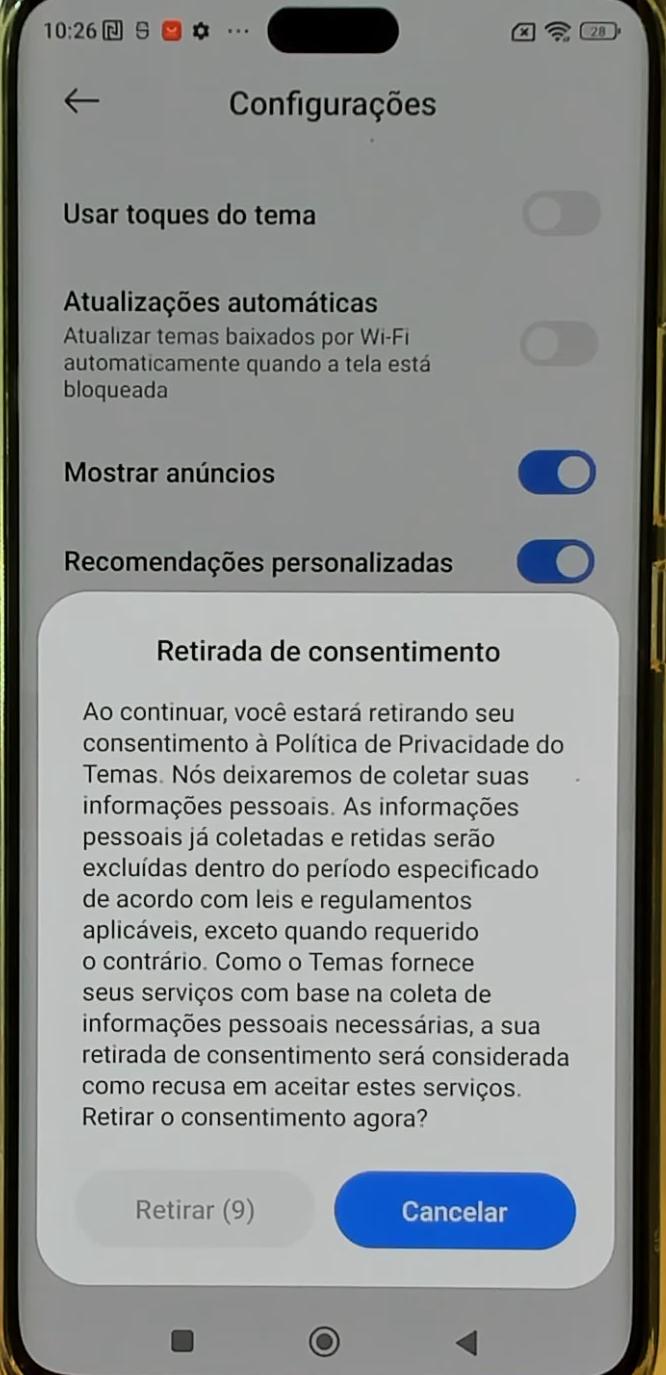 10:26
28
Configurações
Usar toques do tema
Atualizações automáticas
Atualizar temas baixados por Wi-Fi
automaticamente quando a tela está
bloqueada
Mostrar anúncios
Recomendações personalizadas
Retirada de consentimento
Ao continuar, você estará retirando seu
consentimento à Política de Privacidade do
Temas. Nós deixaremos de coletar suas
informações pessoais. As informações
pessoais já coletadas e retidas serão
excluídas dentro do período especificado
de acordo com leis e regulamentos
aplicáveis, exceto quando requerido
o contrário. Como o Temas fornece
seus serviços com base na coleta de
informações pessoais necessárias, a sua
retirada de consentimento será considerada
como recusa em aceitar estes serviços.
Retirar o consentimento agora?
Retirar (9)
Cancelar